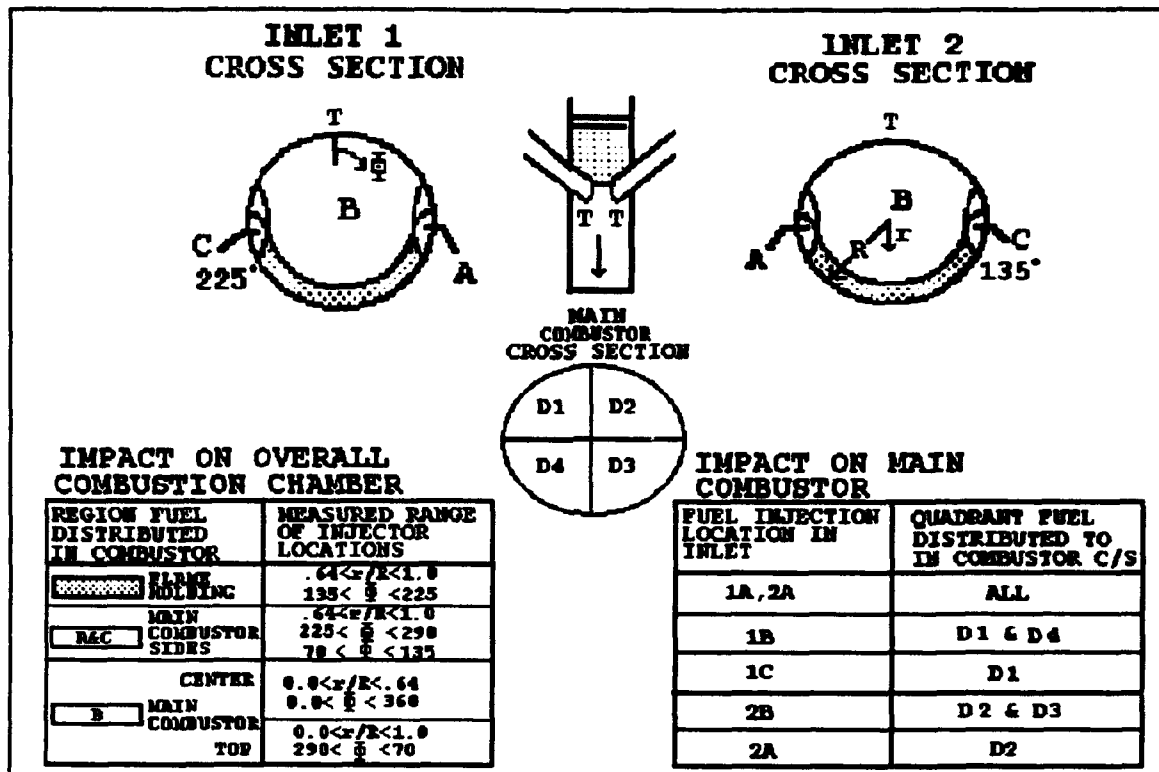 INLET 1
CROSS SECTION
INLET 2
CROSS SECTION
T
Φ
B
C
225°
A
T T
T
B
r
R
A
C
135°
MAIN
COMBUSTOR
CROSS SECTION
D1 D2
D4 D3
IMPACT ON OVERALL
COMBUSTION CHAMBER
REGION FUEL
DISTRIBUTED
IN COMBUSTOR
MEASURED RANGE
OF INJECTOR
LOCATIONS
FLAME
HOLDING
.64<r/R<1.0
135< Φ <225
A&C
MAIN
COMBUSTOR
SIDES
.64<r/R<1.0
225< Φ <290
70 < Φ <135
CENTER
B
MAIN
COMBUSTOR
TOP
0.0<r/R<.64
0.0< Φ < 360
0.0<r/R<1.0
290< Φ <70
IMPACT ON MAIN
COMBUSTOR
FUEL INJECTION
LOCATION IN
INLET
QUADRANT FUEL
DISTRIBUTED TO
IN COMBUSTOR C/S
1A,2A ALL
1B D1 & D4
1C D1
2B D2 & D3
2A D2